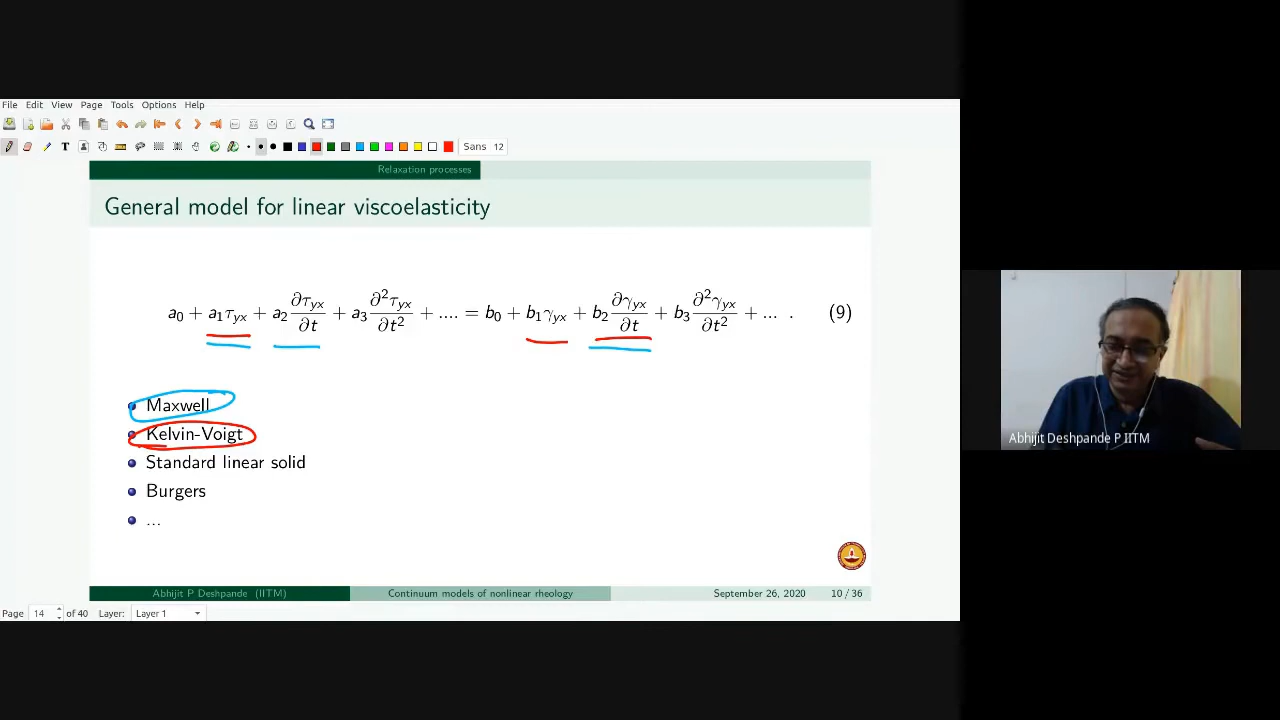 File Edit View Page Tools Options Help
Sans 12
Relaxation processes
General model for linear viscoelasticity
a₀ + a₁τ_yx + a₂ ∂τ_yx/∂t + a₃ ∂²τ_yx/∂t² + .... = b₀ + b₁γ_yx + b₂ ∂γ_yx/∂t + b₃ ∂²γ_yx/∂t² + ... . (9)
Maxwell
Kelvin-Voigt
Standard linear solid
Burgers
...
Abhijit Deshpande P IITM
Abhijit P Deshpande (IITM) Continuum models of nonlinear rheology September 26, 2020 10 / 36
Page 14 of 40 Layer: Layer 1